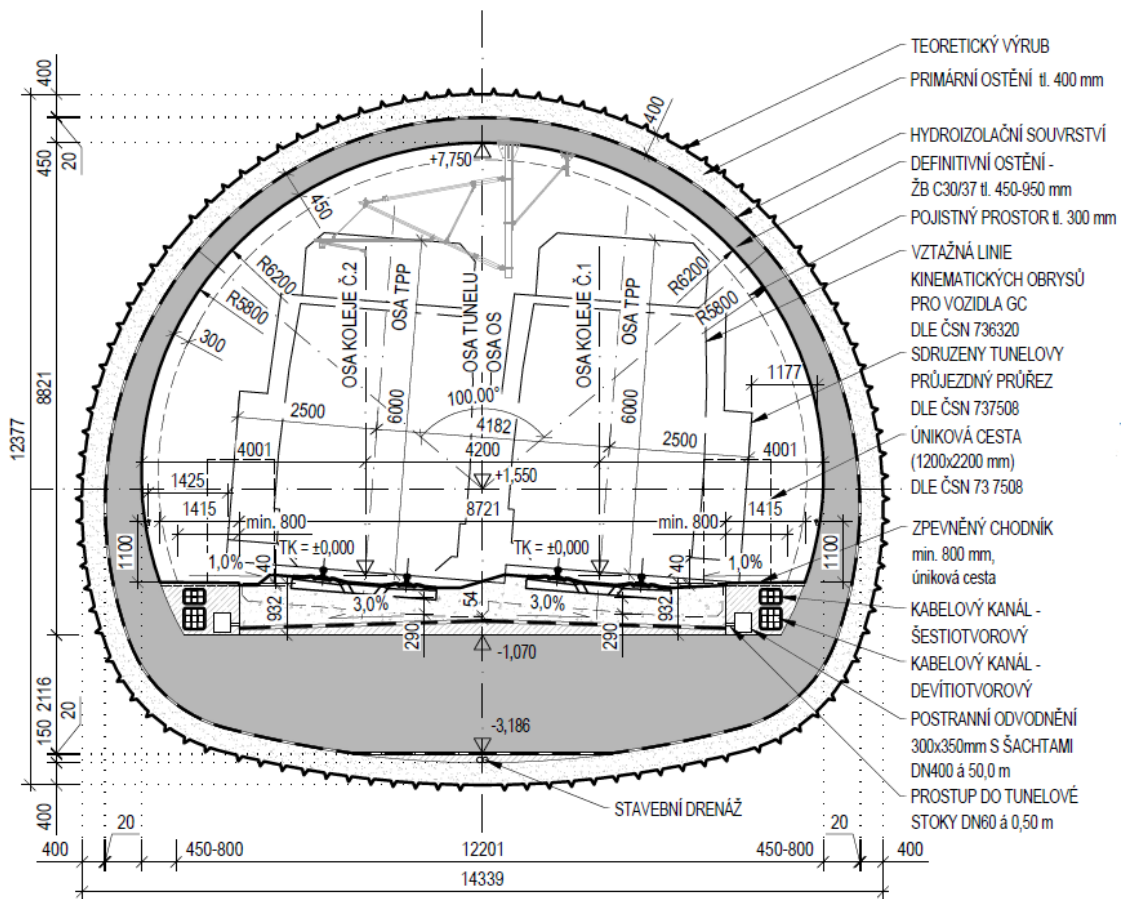 TEORETICKÝ VÝRUB
PRIMÁRNÍ OSTĚNÍ tl. 400 mm
HYDROIZOLAČNÍ SOUVRSTVÍ
DEFINITIVNÍ OSTĚNÍ -
ŽB C30/37 tl. 450-950 mm
POJISTNÝ PROSTOR tl. 300 mm
VZTAŽNÁ LINIE
KINEMATICKÝCH OBRYSŮ
PRO VOZIDLA GC
DLE ČSN 736320
SDRUZENY TUNELOVY
PRŮJEZDNÝ PRŮŘEZ
DLE ČSN 737508
ÚNIKOVÁ CESTA
(1200x2200 mm)
DLE ČSN 73 7508
ZPEVNĚNÝ CHODNÍK
min. 800 mm,
úniková cesta
KABELOVÝ KANÁL -
ŠESTIOTVOROVÝ
KABELOVÝ KANÁL -
DEVÍTIOTVOROVÝ
POSTRANNÍ ODVODNĚNÍ
300x350mm S ŠACHTAMI
DN400 á 50,0 m
PROSTUP DO TUNELOVÉ
STOKY DN60 á 0,50 m
STAVEBNÍ DRENÁŽ
400
450
20
8821
12377
2116
1500
20
400
400
+7,750
450
R6200
R5800
300
R6200
R5800
OSA KOLEJE Č.2
OSA TPP
OSA TUNELU
OSA OS
OSA KOLEJE Č.1
OSA TPP
6000
6000
100.00°
4182
2500
2500
1177
4001
4200
4001
+1,550
1425
1415
8721
1415
min. 800
min. 800
1100
1100
TK = ±0,000
TK = ±0,000
1,0%
40
40
1,0%
3,0%
54
3,0%
932
290
290
932
-1,070
-3,186
20
20
400
450-800
12201
450-800
400
14339